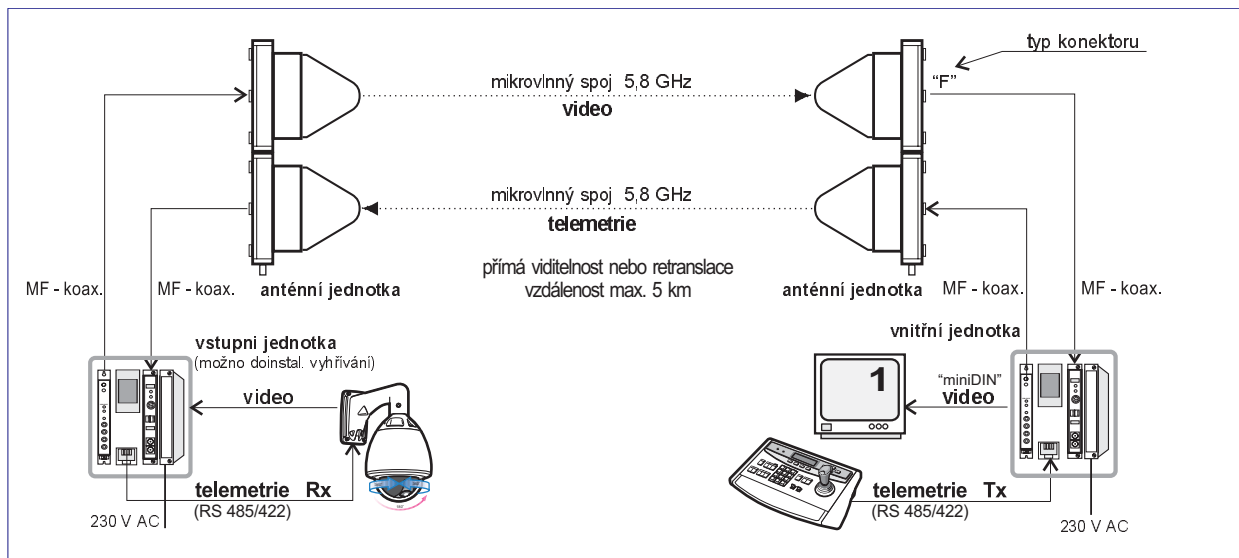 typ konektoru
“F”
mikrovlnný spoj 5,8 GHz
video
mikrovlnný spoj 5,8 GHz
telemetrie
přímá viditelnost nebo retranslace
vzdálenost max. 5 km
MF - koax.
MF - koax.
anténní jednotka
anténní jednotka
MF - koax.
MF - koax.
vstupni jednotka
(možno doinstal. vyhřívání)
vnitřní jednotka
video
1
“miniDIN”
video
telemetrie Rx
(RS 485/422)
230 V AC
telemetrie Tx
(RS 485/422)
230 V AC